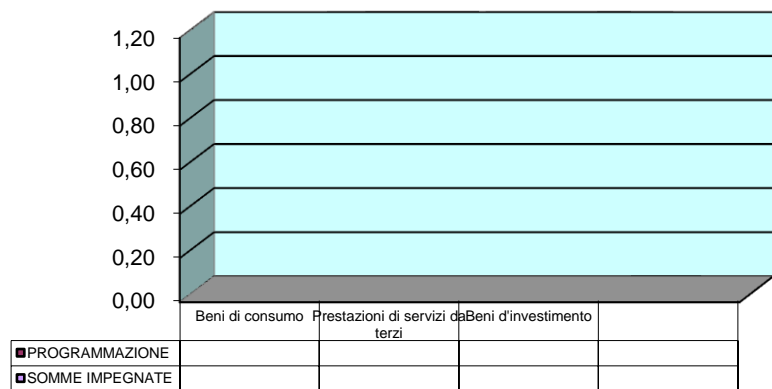 1,20
1,00
0,80
0,60
0,40
0,20
0,00
Beni di consumo
Prestazioni di servizi da
terzi
Beni d'investimento
PROGRAMMAZIONE
SOMME IMPEGNATE